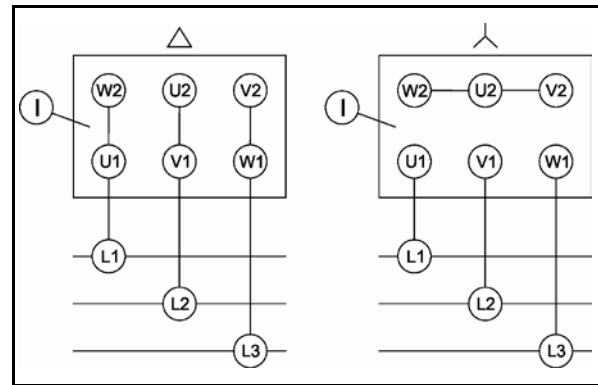 W2 U2 V2 W2 U2 V2
I I
U1 V1 W1 U1 V1 W1
L1 L1
L2 L2
L3 L3